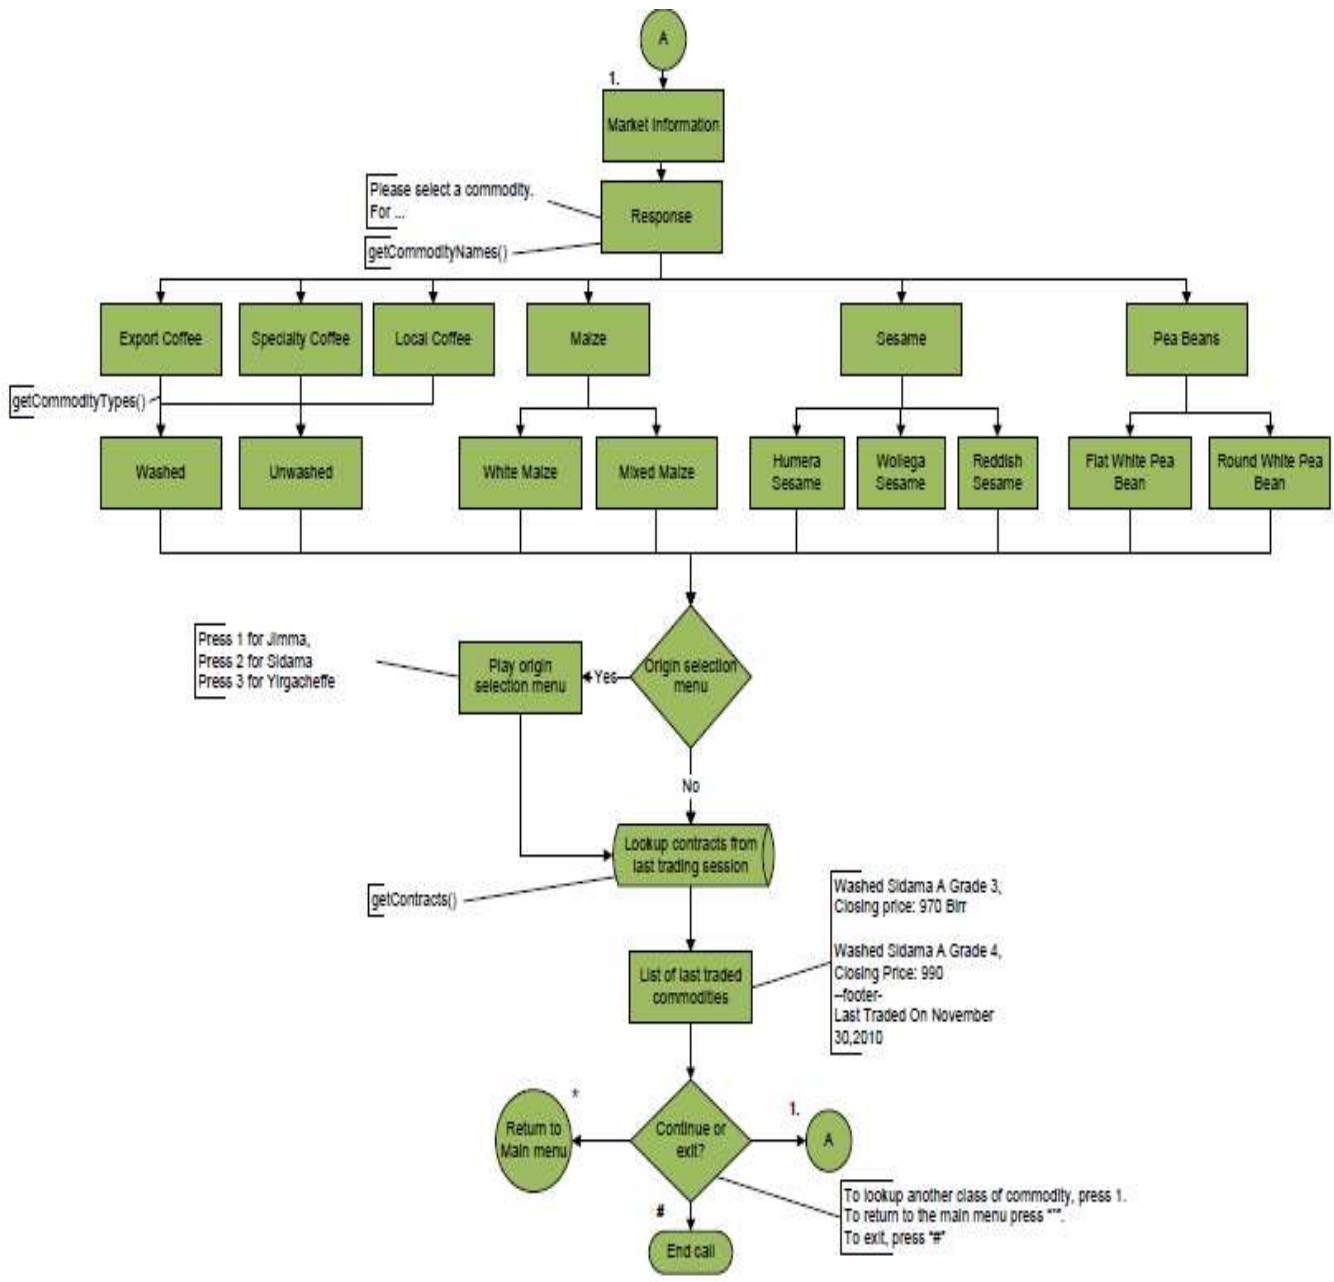 A
1.
Market Information
Please select a commodity.
For ...
Response
getCommodityNames()
Export Coffee
Specialty Coffee
Local Coffee
Maize
Sesame
Pea Beans
getCommodityTypes()
Washed
Unwashed
White Maize
Mixed Maize
Humera
Sesame
Wollega
Sesame
Reddish
Sesame
Flat White Pea
Bean
Round White Pea
Bean
Press 1 for Jimma,
Press 2 for Sidama
Press 3 for Yirgacheffe
Play origin
selection menu
Yes
Origin selection
menu
No
Lookup contracts from
last trading session
getContracts()
Washed Sidama A Grade 3,
Closing price: 970 Birr
Washed Sidama A Grade 4,
Closing Price: 990
--footer-
Last Traded On November
30,2010
List of last traded
commodities
*
Return to
Main menu
Continue or
exit?
1.
A
To lookup another class of commodity, press 1.
To return to the main menu press "*".
To exit, press "#"
#
End call